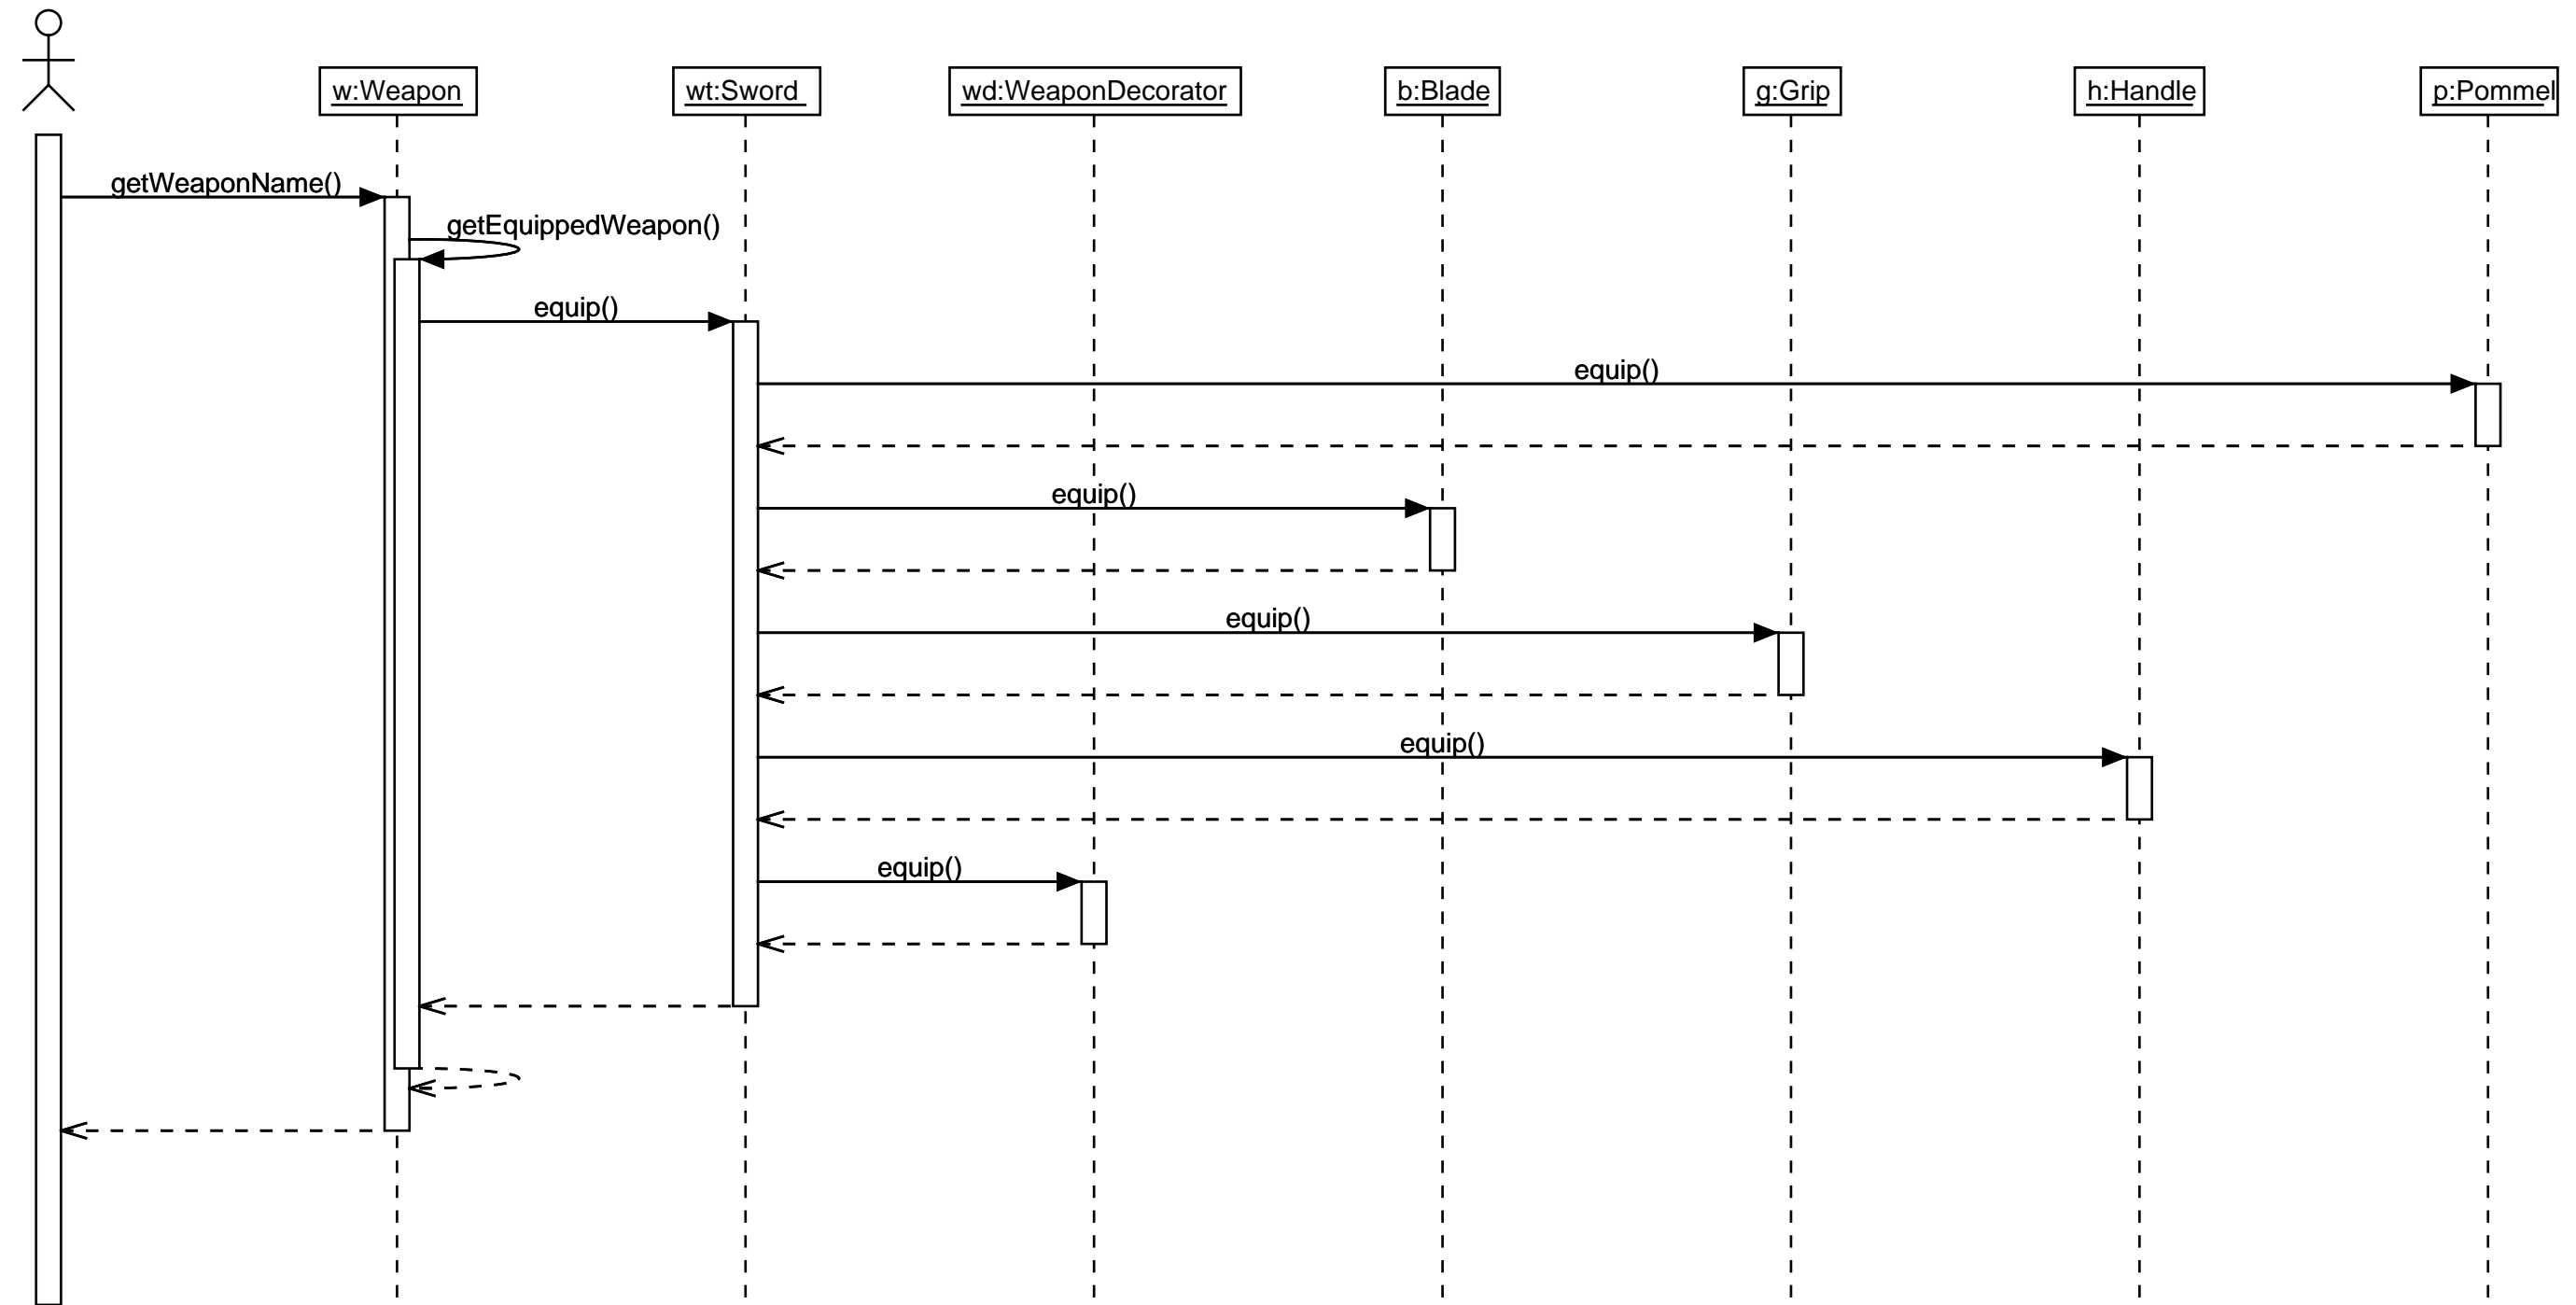 w:Weapon
wt:Sword
wd:WeaponDecorator
b:Blade
g:Grip
h:Handle
p:Pommel
getWeaponName()
getEquippedWeapon()
equip()
equip()
equip()
equip()
equip()
equip()